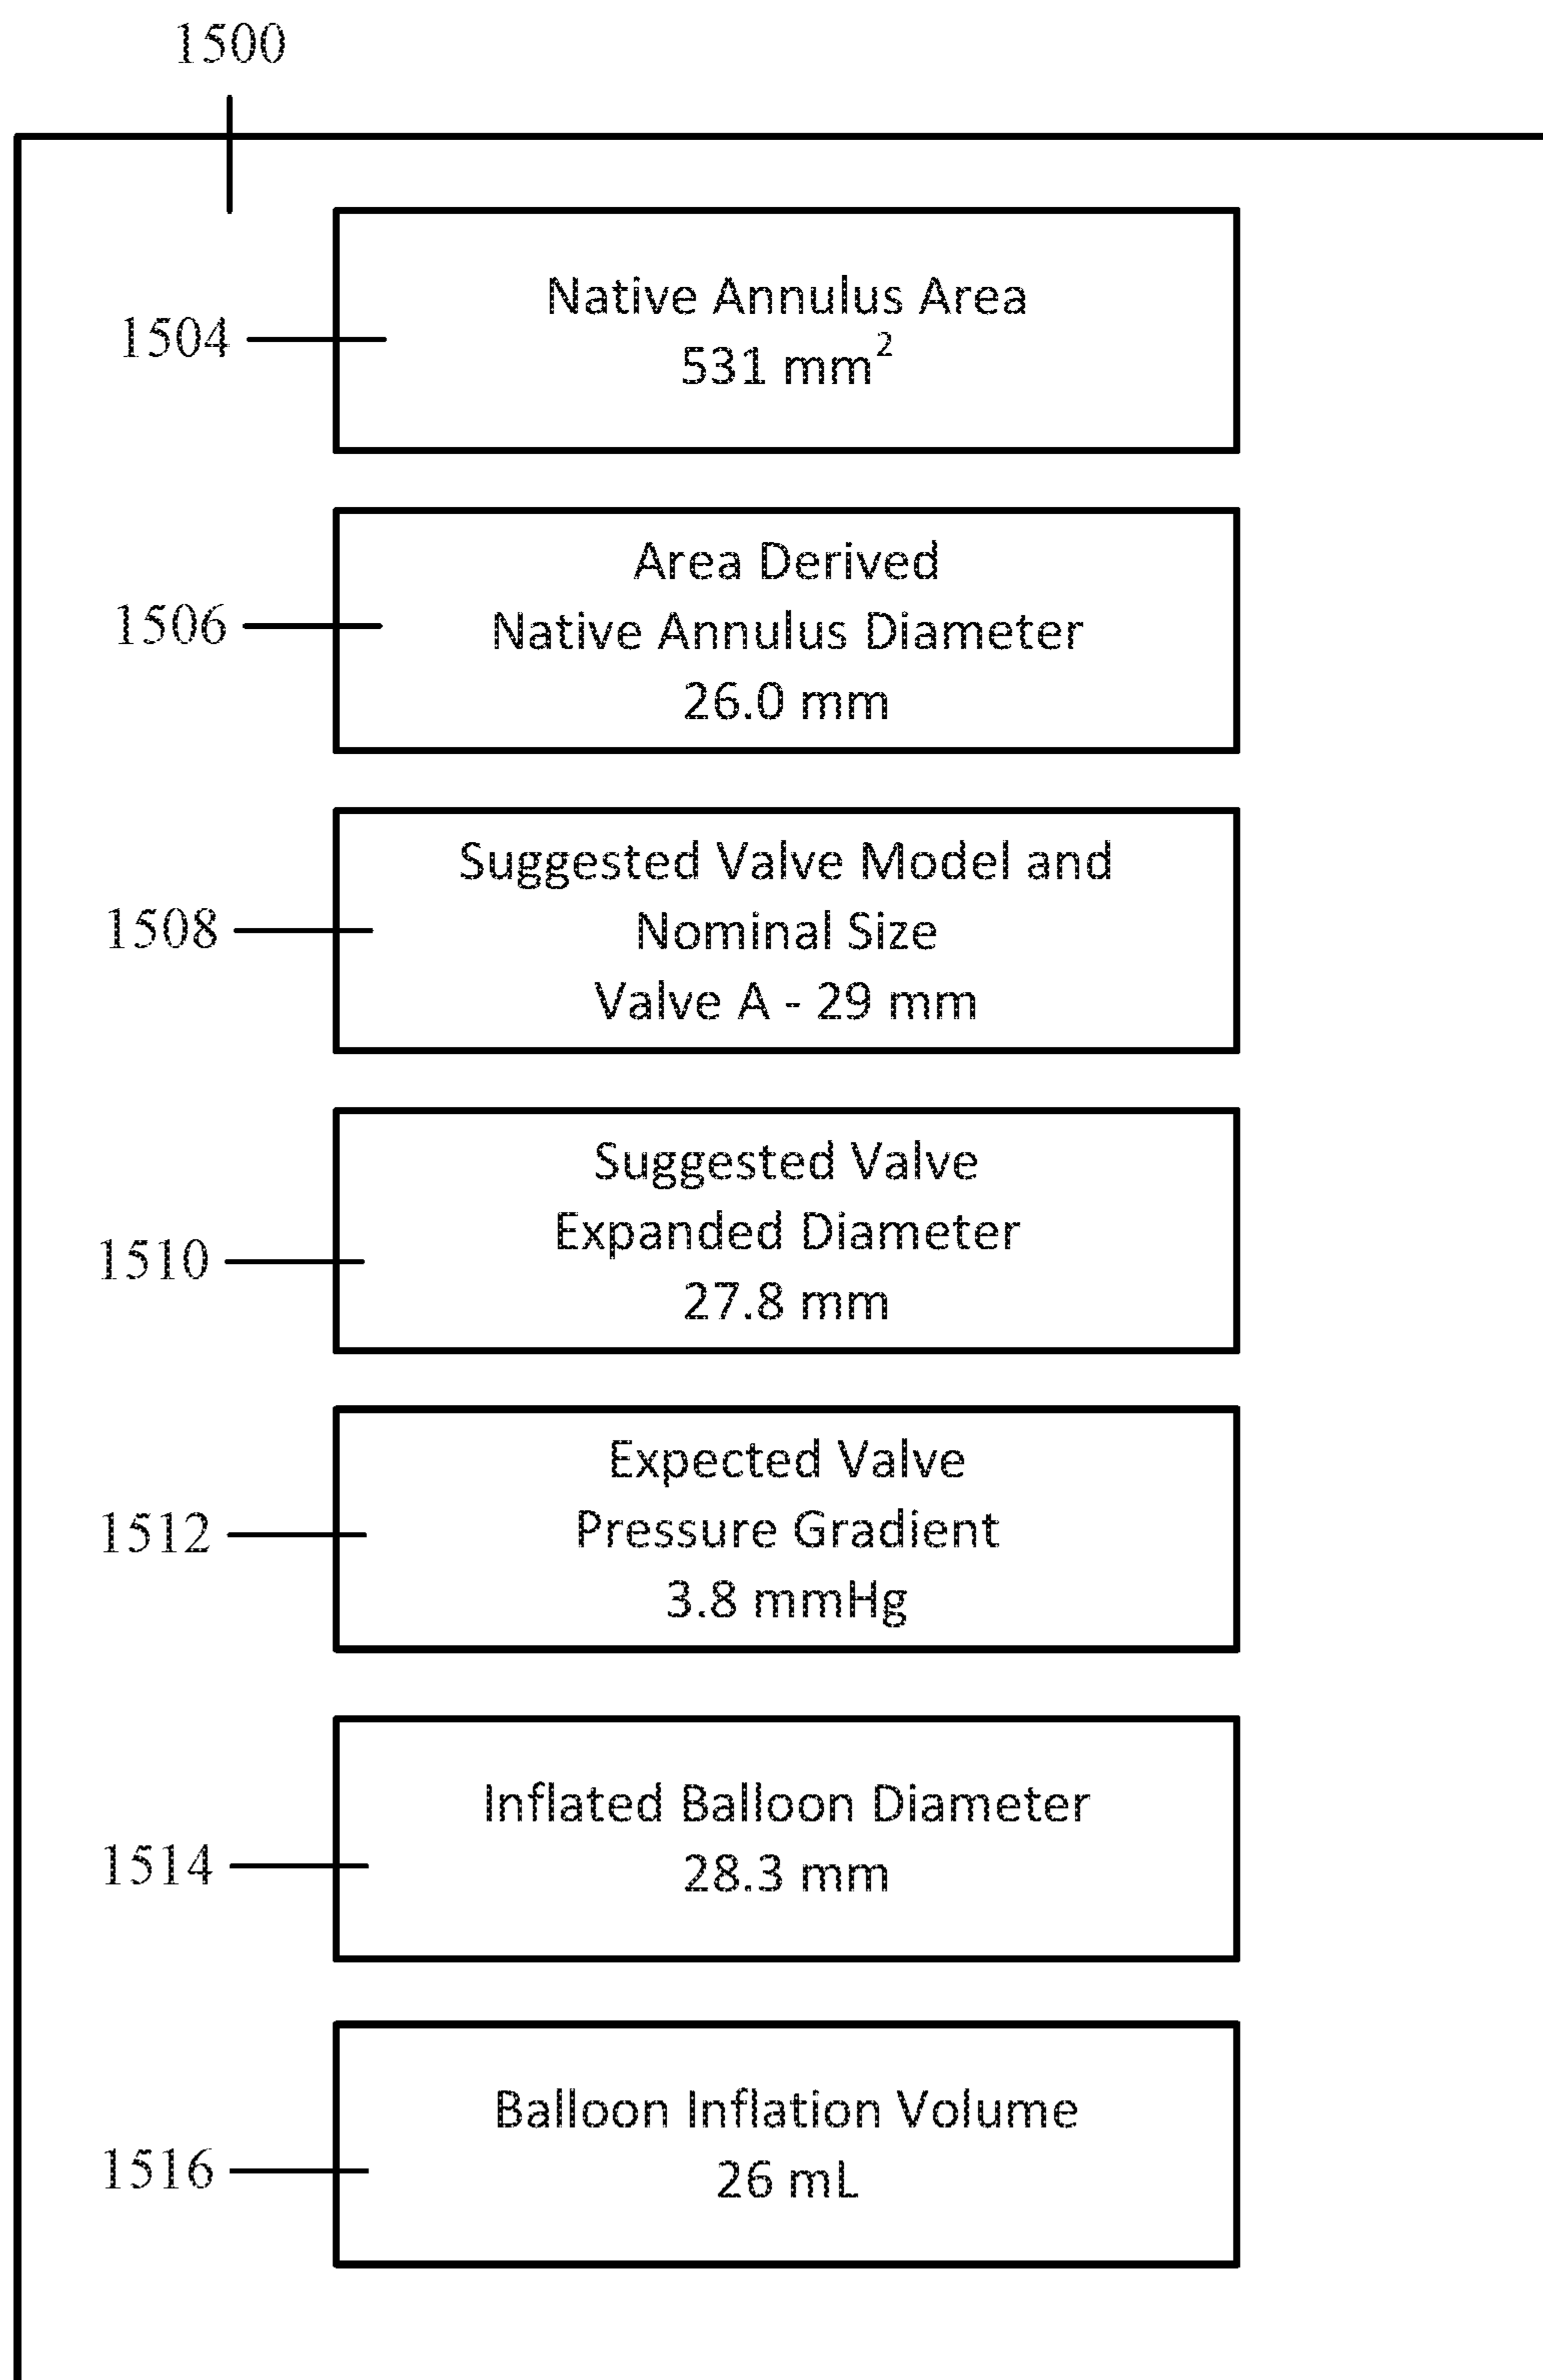 1500
1504
Native Annulus Area
531 mm²
1506
Area Derived
Native Annulus Diameter
26.0 mm
1508
Suggested Valve Model and
Nominal Size
Valve A - 29 mm
1510
Suggested Valve
Expanded Diameter
27.8 mm
1512
Expected Valve
Pressure Gradient
3.8 mmHg
1514
Inflated Balloon Diameter
28.3 mm
1516
Balloon Inflation Volume
26 mL